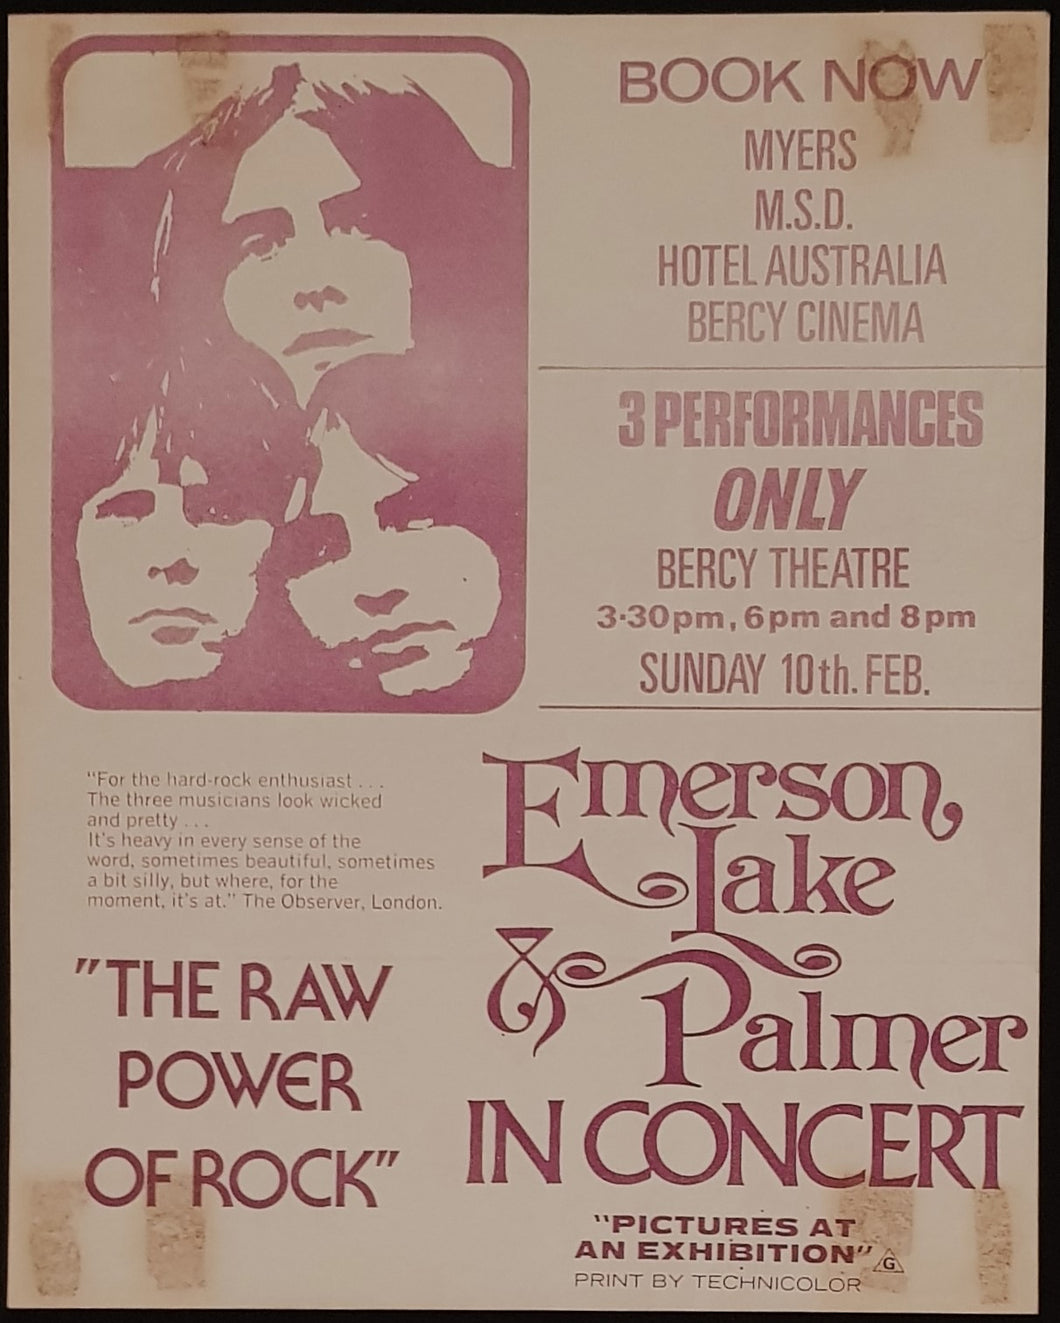 BOOK NOW
MYERS
M.S.D.
HOTEL AUSTRALIA
BERCY CINEMA
3 PERFORMANCES
ONLY
BERCY THEATRE
3·30pm, 6pm and 8pm
SUNDAY 10th. FEB.
"For the hard-rock enthusiast . . .
The three musicians look wicked
and pretty . . .
It's heavy in every sense of the
word, sometimes beautiful, sometimes
a bit silly, but where, for the
moment, it's at." The Observer, London.
"THE RAW
POWER
OF ROCK"
Emerson,
Lake
& Palmer
IN CONCERT
"PICTURES AT
AN EXHIBITION" G
PRINT BY TECHNICOLOR